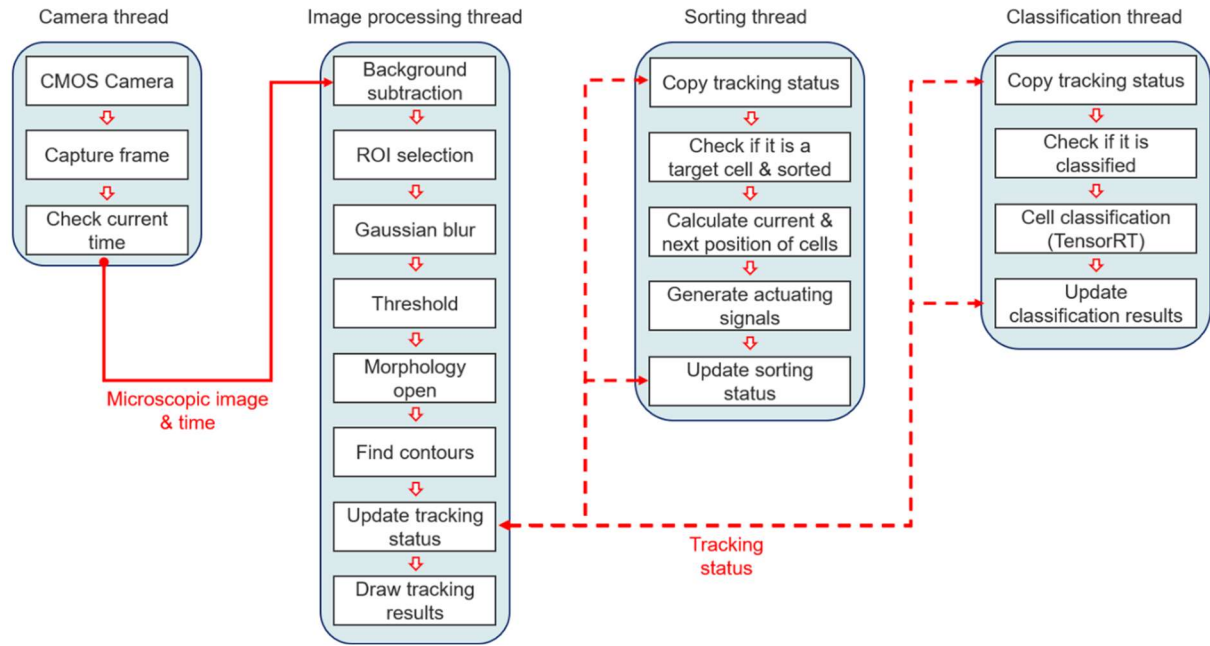 Camera thread
CMOS Camera
Capture frame
Check current
time
Microscopic image
& time
Image processing thread
Background
subtraction
ROI selection
Gaussian blur
Threshold
Morphology
open
Find contours
Update tracking
status
Draw tracking
results
Sorting thread
Copy tracking status
Check if it is a
target cell & sorted
Calculate current &
next position of cells
Generate actuating
signals
Update sorting
status
Tracking
status
Classification thread
Copy tracking status
Check if it is
classified
Cell classification
(TensorRT)
Update
classification results